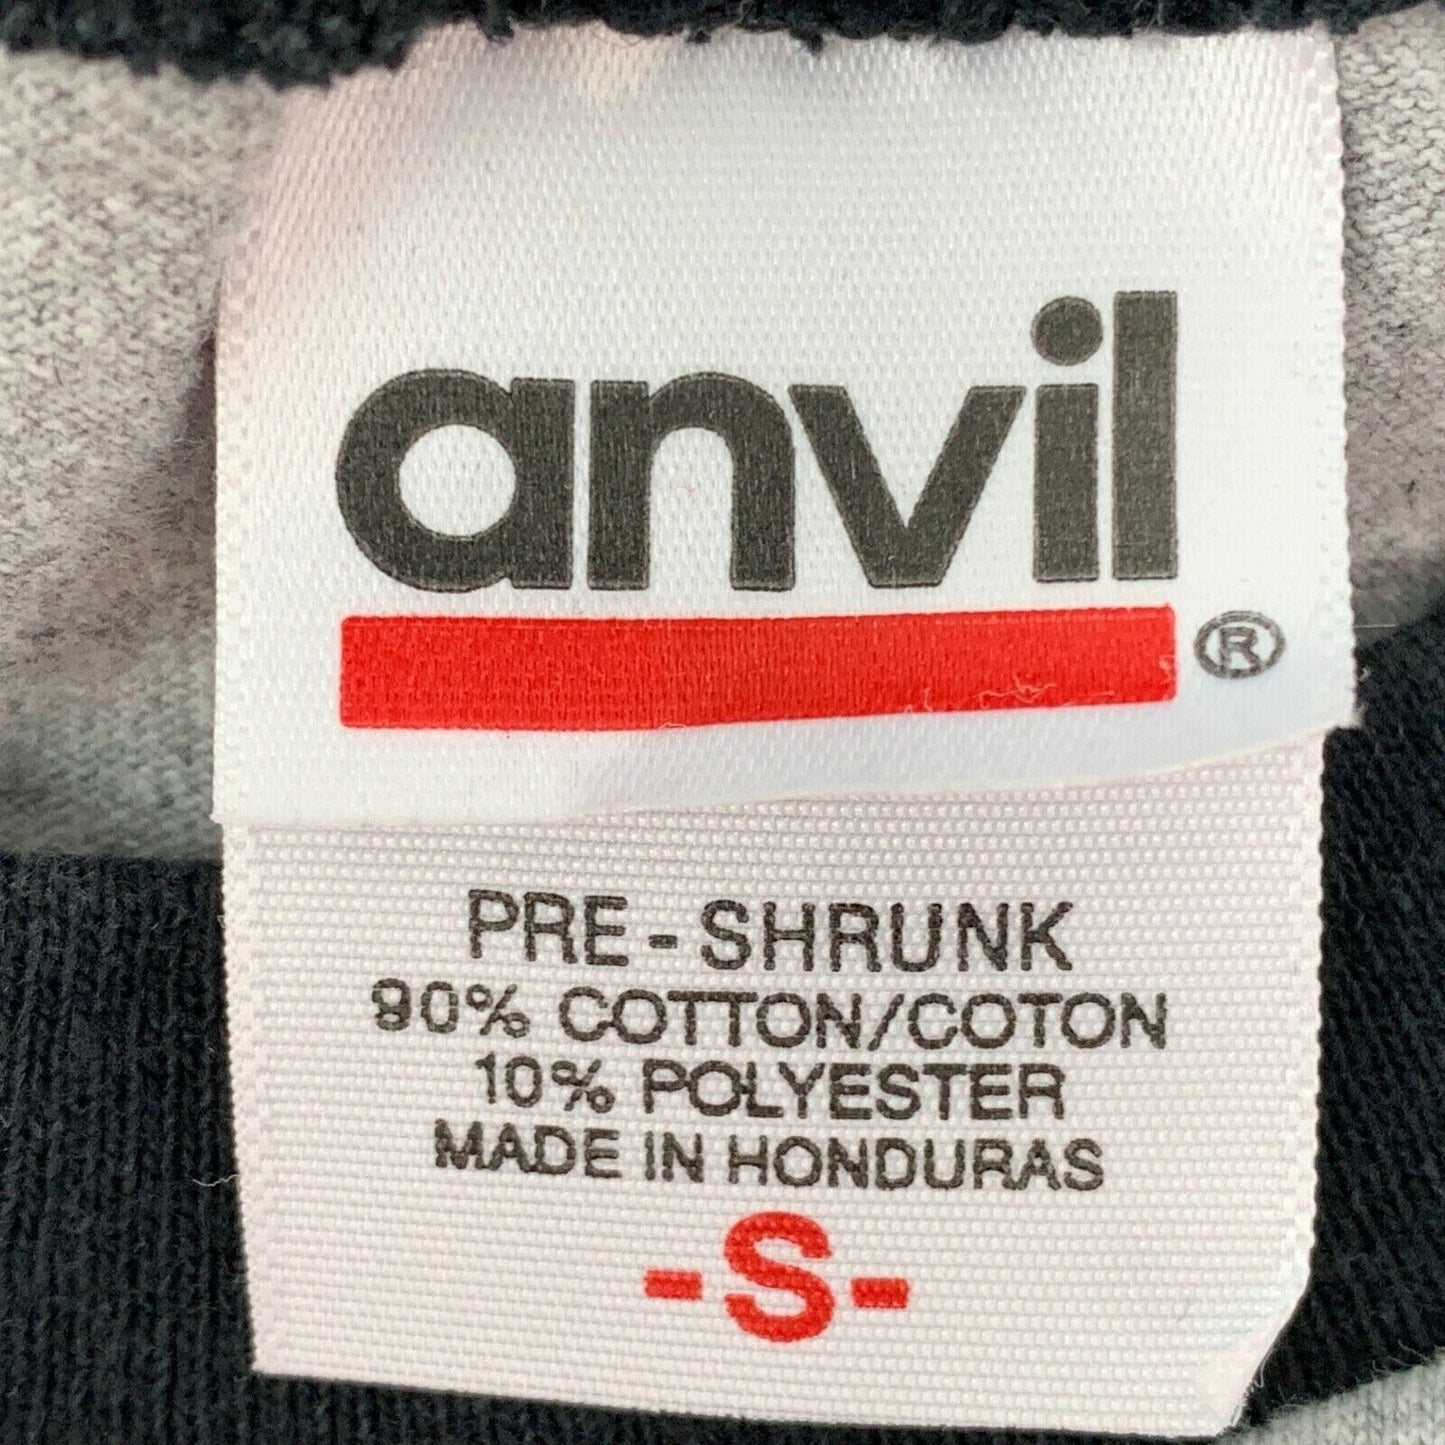 anvil
®
PRE-SHRUNK
90% COTTON/COTON
10% POLYESTER
MADE IN HONDURAS
-S-